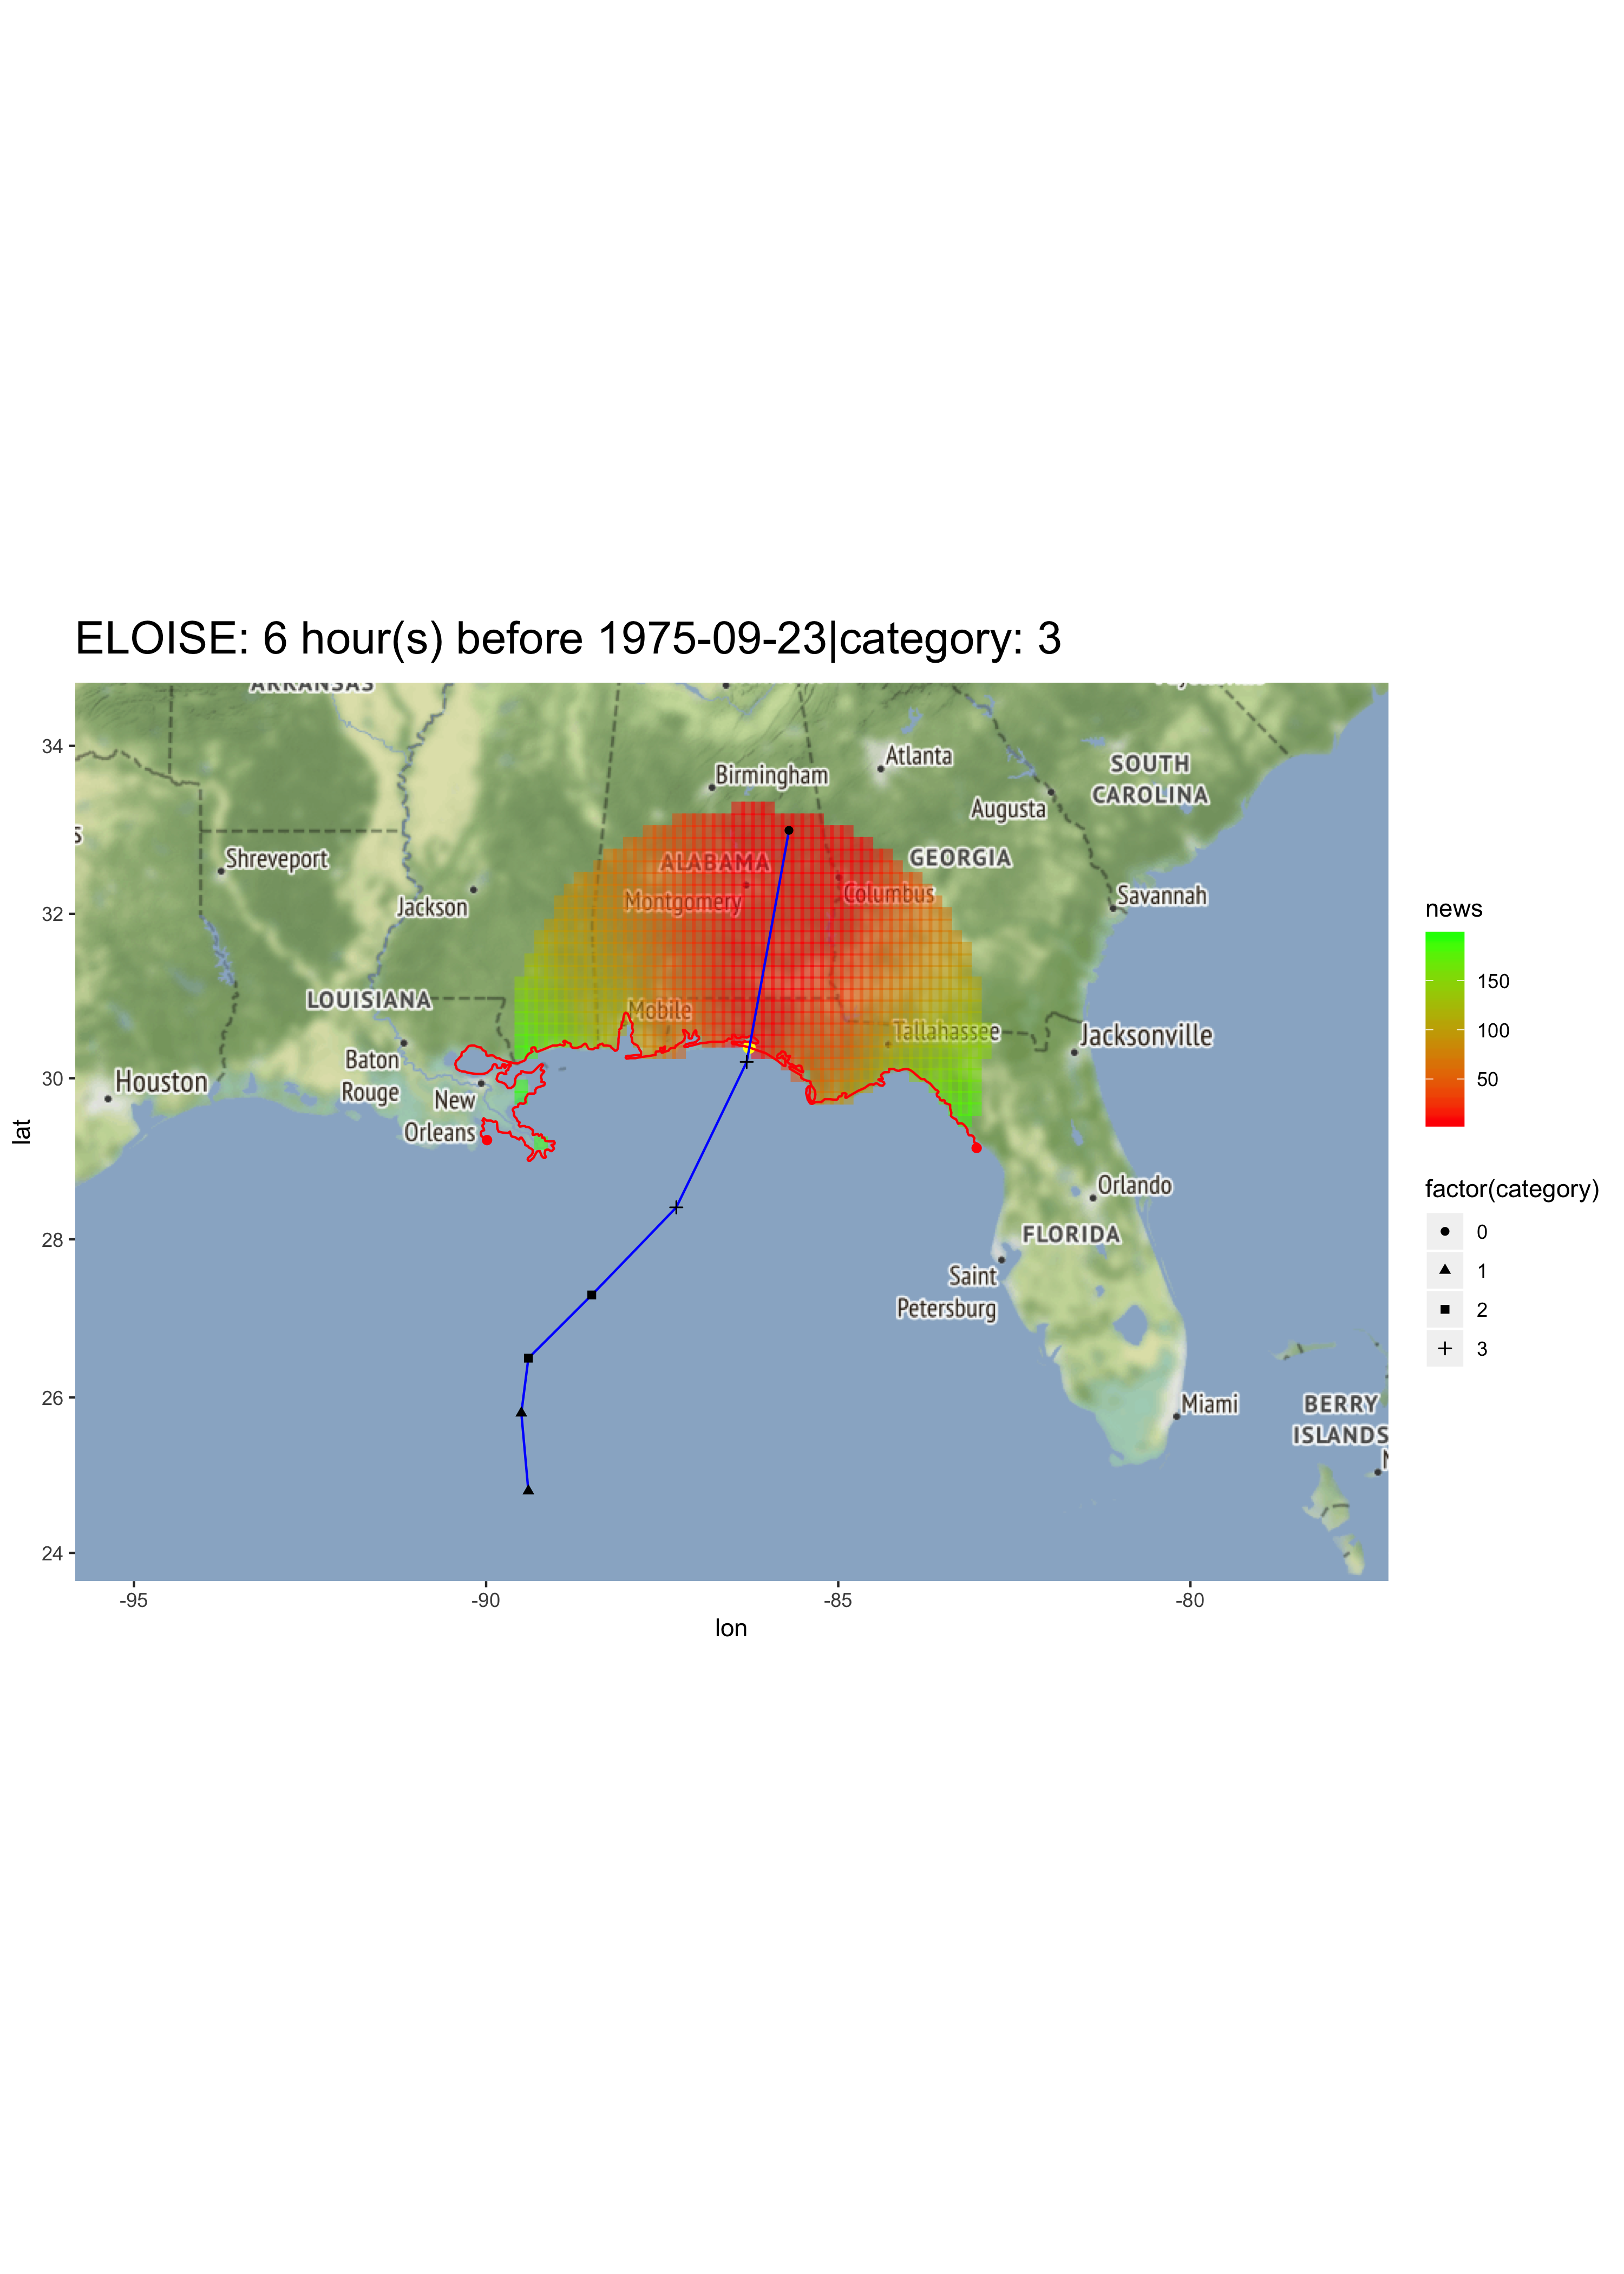 ELOISE: 6 hour(s) before 1975-09-23|category: 3
ARKANSAS
34
Birmingham
Atlanta
SOUTH
CAROLINA
Augusta
S
Shreveport
ALABAMA
GEORGIA
Jackson
Montgomery
Columbus
Savannah
32
LOUISIANA
Mobile
Tallahassee
Jacksonville
Baton
Rouge
Houston
30
New
Orleans
Orlando
FLORIDA
28
Saint
Petersburg
26
Miami
BERRY
ISLANDS
24
-95
-90
-85
-80
lat
lon
news
150
100
50
factor(category)
0
1
2
3